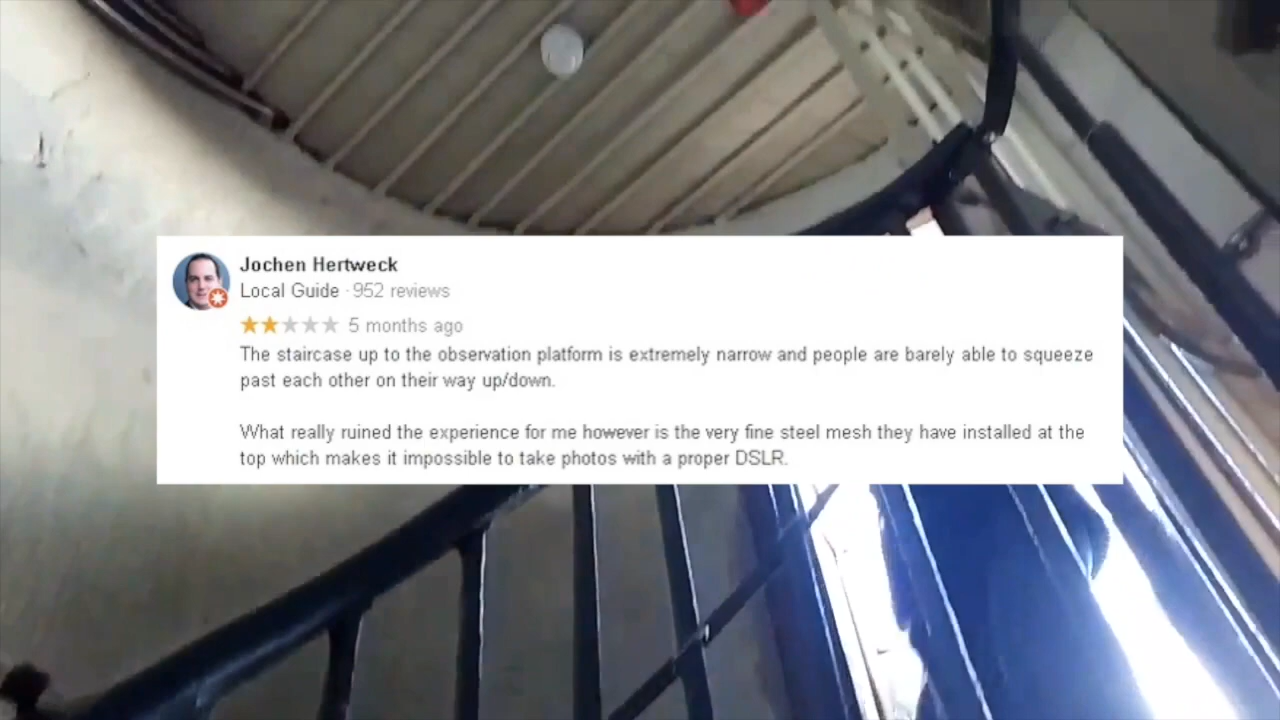 Jochen Hertweck
Local Guide · 952 reviews
5 months ago
The staircase up to the observation platform is extremely narrow and people are barely able to squeeze
past each other on their way up/down.
What really ruined the experience for me however is the very fine steel mesh they have installed at the
top which makes it impossible to take photos with a proper DSLR.